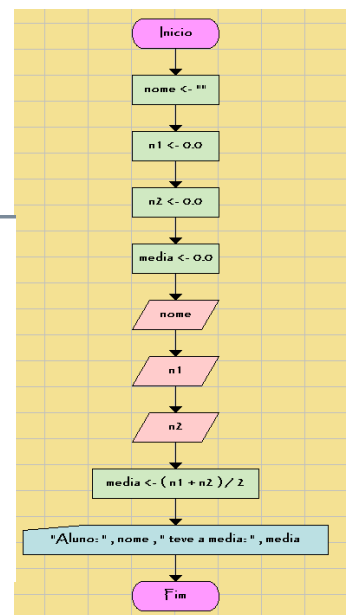 Inicio
nome <- ""
n1 <- 0.0
n2 <- 0.0
media <- 0.0
nome
n1
n2
media <- ( n1 + n2 ) / 2
"Aluno: " , nome , " teve a media: " , media
Fim